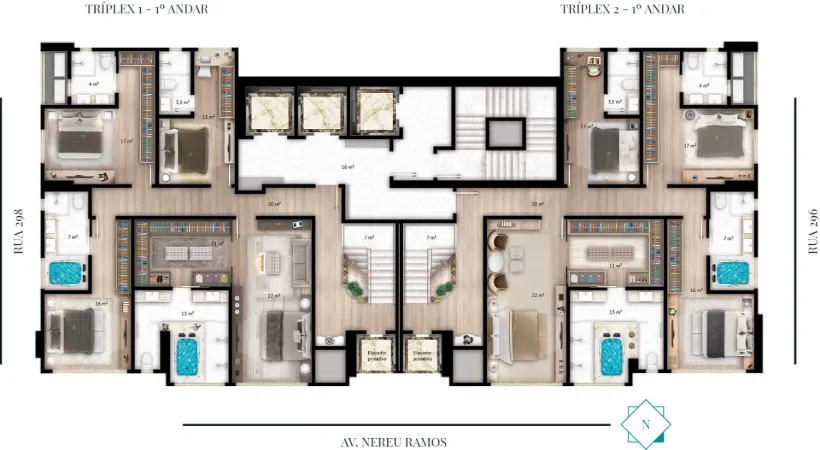 TRÍPLEX 1 - 1º ANDAR
TRÍPLEX 2 - 1º ANDAR
4 m²
3,5 m²
13 m²
17 m²
16 m²
3,5 m²
4 m²
13 m²
17 m²
20 m²
20 m²
RUA 298
RUA 296
7 m²
11 m²
7 m²
7 m²
11 m²
7 m²
16 m²
22 m²
22 m²
16 m²
13 m²
13 m²
Elevador
privativo
Elevador
privativo
N
AV. NEREU RAMOS